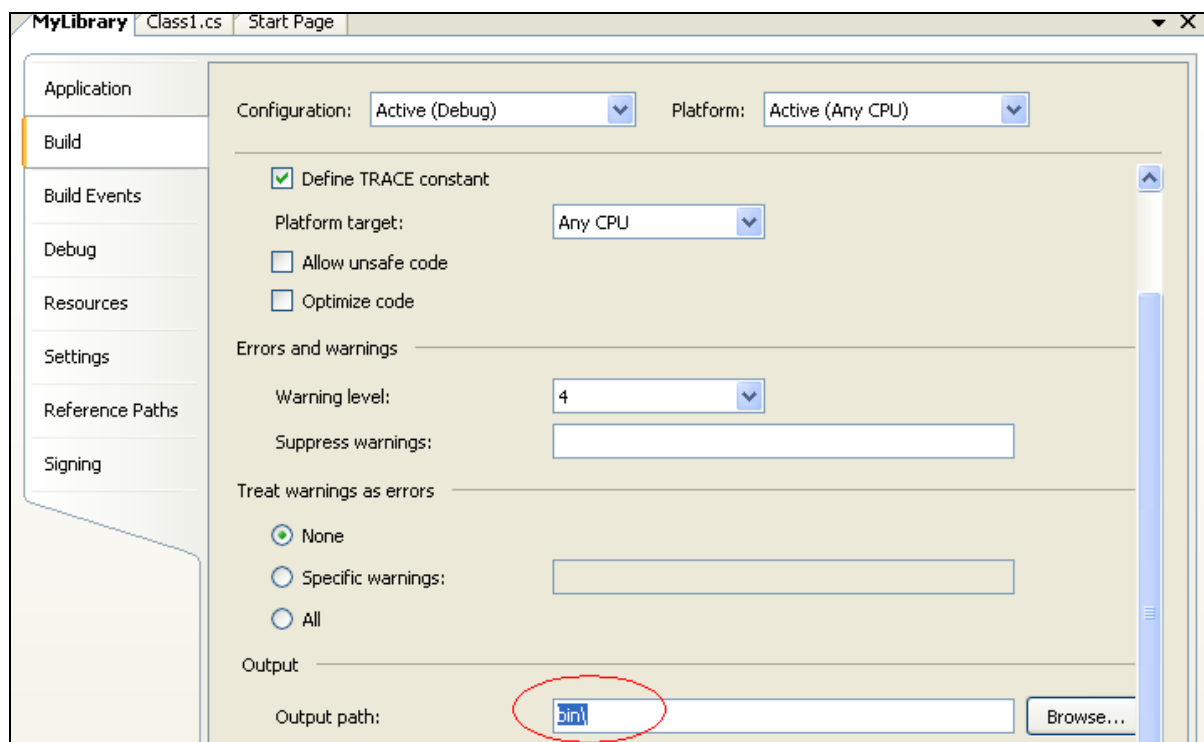 MyLibrary Class1.cs Start Page
Application
Configuration: Active (Debug) Platform: Active (Any CPU)
Build
Define TRACE constant
Build Events
Platform target: Any CPU
Debug
Allow unsafe code
Resources
Optimize code
Settings
Errors and warnings
Reference Paths
Warning level: 4
Suppress warnings:
Signing
Treat warnings as errors
None
Specific warnings:
All
Output
Output path: bin\ Browse...